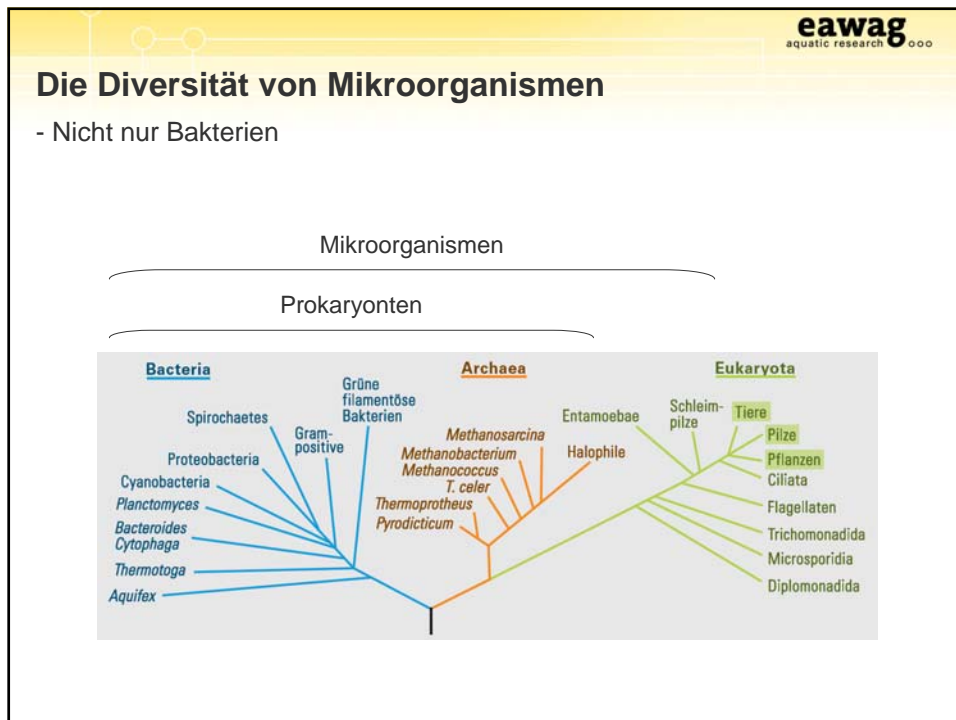 eawag
aquatic research
Die Diversität von Mikroorganismen
- Nicht nur Bakterien
Mikroorganismen
Prokaryonten
Bacteria
Archaea
Eukaryota
Grüne
filamentöse
Bakterien
Spirochaetes
Gram-
positive
Proteobacteria
Cyanobacteria
Planctomyces
Bacteroides
Cytophaga
Thermotoga
Aquifex
Methanosarcina
Methanobacterium
Methanococcus
T. celer
Thermoprotheus
Pyrodicticum
Halophile
Entamoebae
Schleim-
pilze
Tiere
Pilze
Pflanzen
Ciliata
Flagellaten
Trichomonadida
Microsporidia
Diplomonadida